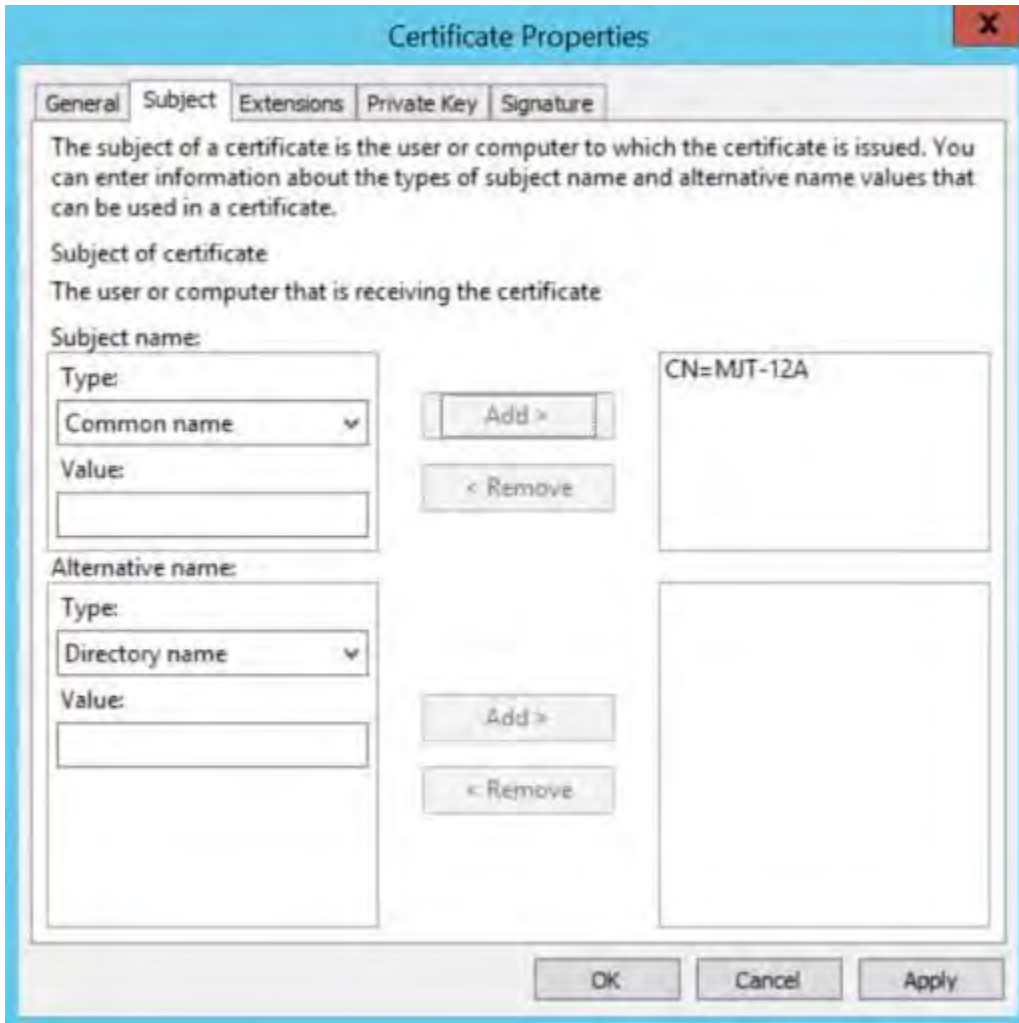 Certificate Properties
x
General Subject Extensions Private Key Signature
The subject of a certificate is the user or computer to which the certificate is issued. You
can enter information about the types of subject name and alternative name values that
can be used in a certificate.
Subject of certificate
The user or computer that is receiving the certificate
Subject name:
Type:
Common name
Value:
Add >
< Remove
CN=MJT-12A
Alternative name:
Type:
Directory name
Value:
Add >
< Remove
OK Cancel Apply